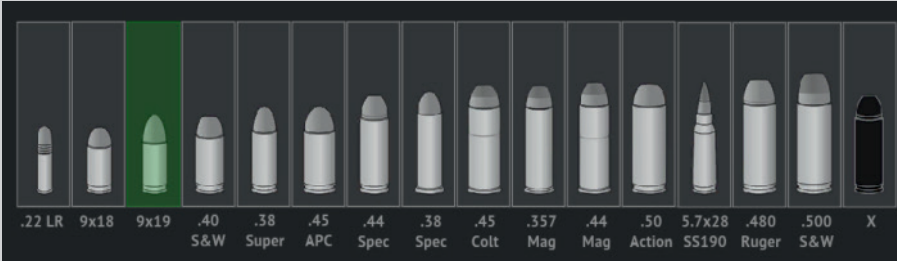 .22 LR 9x18 9x19 .40 .38 .45 .44 .38 .45 .357 .44 .50 5.7x28 .480 .500 X
S&W Super APC Spec Spec Colt Mag Mag Action SS190 Ruger S&W